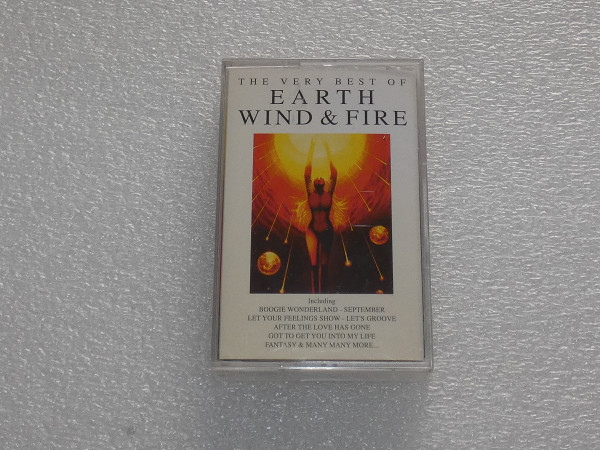 THE VERY BEST OF
EARTH
WIND & FIRE
Including
BOOGIE WONDERLAND - SEPTEMBER
LET YOUR FEELINGS SHOW - LET'S GROOVE
AFTER THE LOVE HAS GONE
GOT TO GET YOU INTO MY LIFE
FANTASY & MANY MANY MORE...